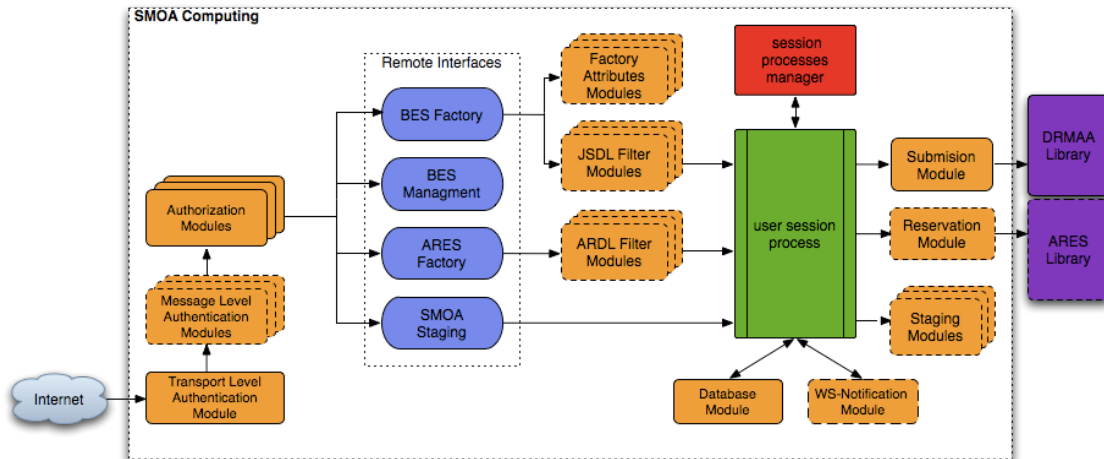 SMOA Computing
session
processes
manager
Remote Interfaces
Factory
Attributes
Modules
BES Factory
JSDL Filter
Modules
BES
Managment
Submision
Module
DRMAA
Library
Authorization
Modules
ARES
Factory
ARDL Filter
Modules
user session
process
Reservation
Module
ARES
Library
Message Level
Authentication
Modules
SMOA
Staging
Staging
Modules
Internet
Transport Level
Authentication
Module
Database
Module
WS-Notification
Module